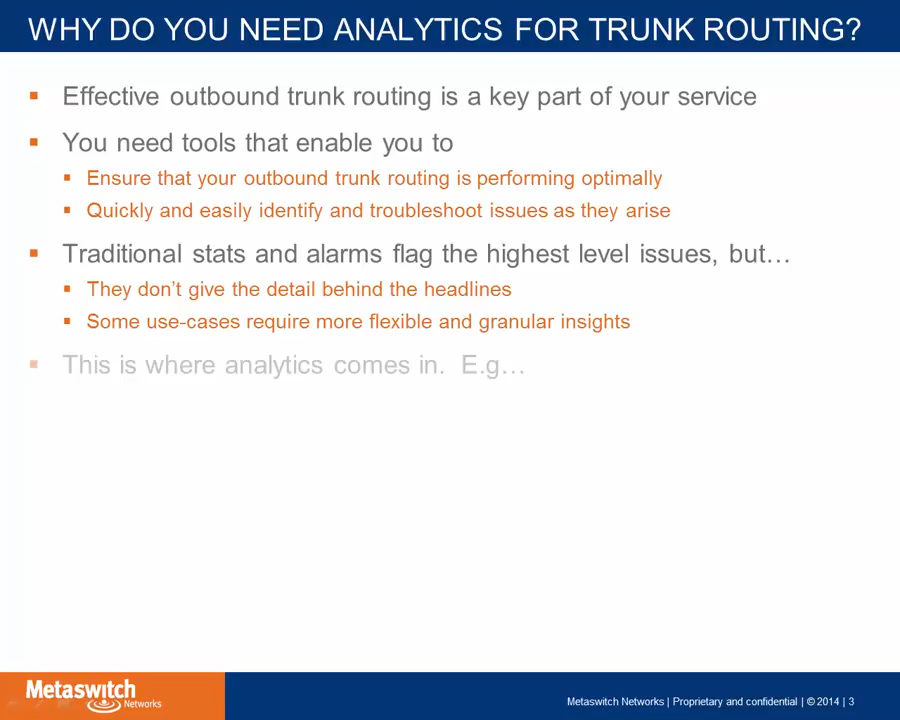 WHY DO YOU NEED ANALYTICS FOR TRUNK ROUTING?
Effective outbound trunk routing is a key part of your service
You need tools that enable you to
Ensure that your outbound trunk routing is performing optimally
Quickly and easily identify and troubleshoot issues as they arise
Traditional stats and alarms flag the highest level issues, but…
They don’t give the detail behind the headlines
Some use-cases require more flexible and granular insights
This is where analytics comes in.  E.g…
Metaswitch
Networks
Metaswitch Networks | Proprietary and confidential | © 2014 | 3